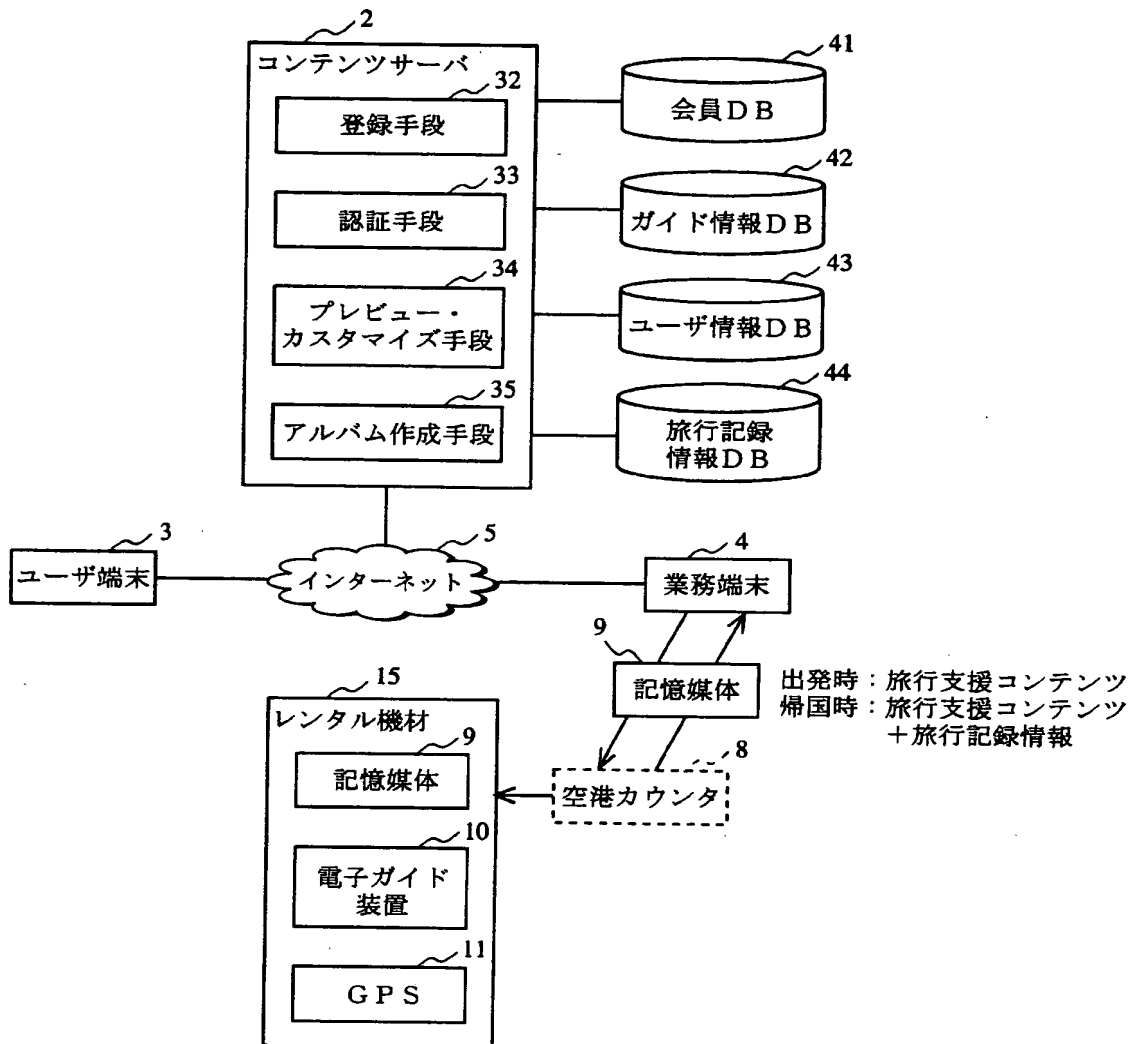 2
コンテンツサーバ
32
登録手段
33
認証手段
34
プレビュー・
カスタマイズ手段
35
アルバム作成手段
41
会員ＤＢ
42
ガイド情報ＤＢ
43
ユーザ情報ＤＢ
44
旅行記録
情報ＤＢ
3
ユーザ端末
5
インターネット
4
業務端末
9
記憶媒体
出発時：旅行支援コンテンツ
帰国時：旅行支援コンテンツ
＋旅行記録情報
8
空港カウンタ
15
レンタル機材
9
記憶媒体
10
電子ガイド
装置
11
ＧＰＳ